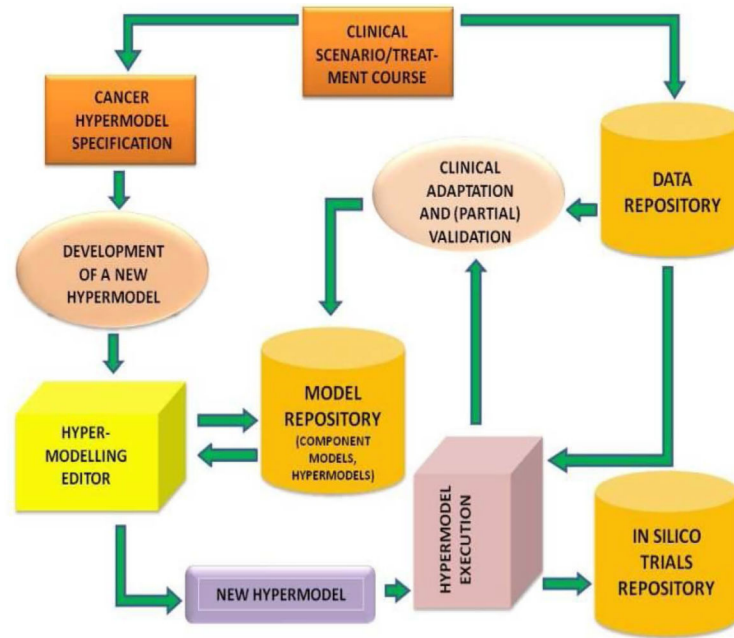 CLINICAL
SCENARIO/TREAT-
MENT COURSE
CANCER
HYPERMODEL
SPECIFICATION
CLINICAL
ADAPTATION
AND (PARTIAL)
VALIDATION
DATA
REPOSITORY
DEVELOPMENT
OF A NEW
HYPERMODEL
MODEL
REPOSITORY
(COMPONENT
MODELS,
HYPERMODELS)
HYPER-
MODELLING
EDITOR
HYPERMODEL
EXECUTION
IN SILICO
TRIALS
REPOSITORY
NEW HYPERMODEL